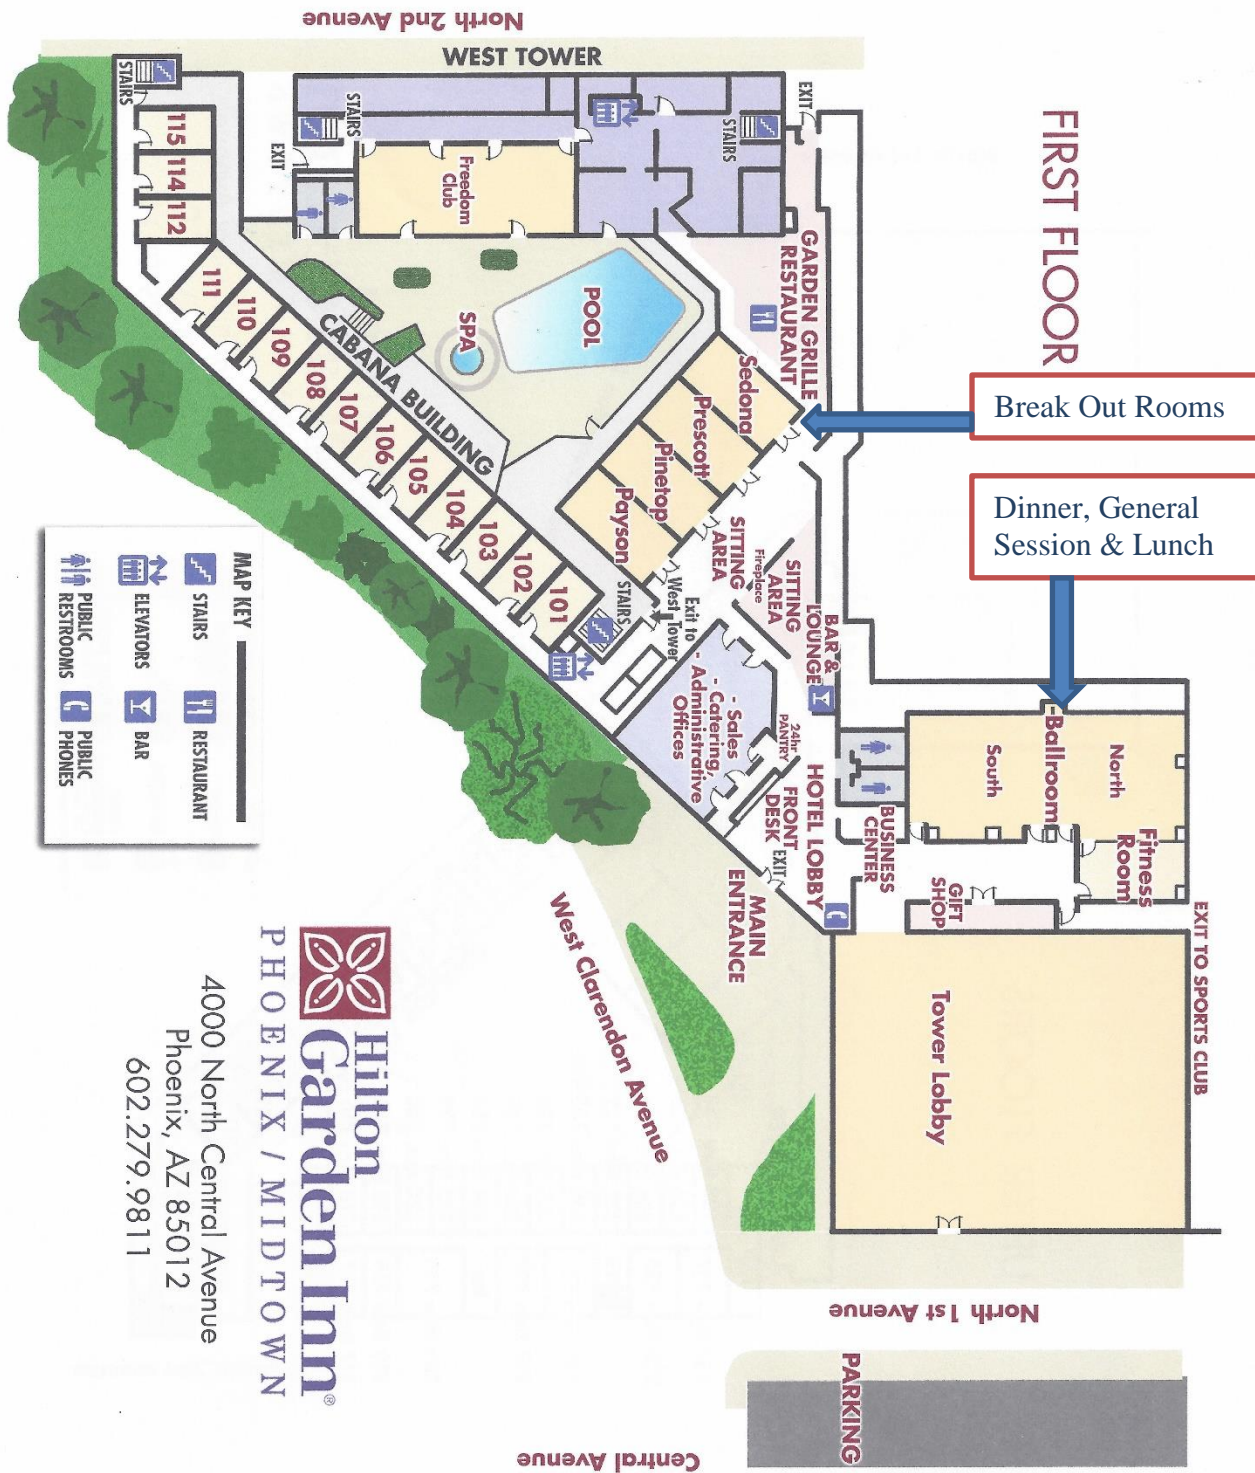 North 2nd Avenue
WEST TOWER
FIRST FLOOR
STAIRS
STAIRS
EXIT
STAIRS
EXIT
Freedom
Club
115
114
112
111
110
109
108
107
106
105
104
103
102
101
CABANA BUILDING
SPA
POOL
GARDEN GRILLE
RESTAURANT
Sedona
Prescott
Pinetop
Payson
Break Out Rooms
Dinner, General
Session & Lunch
SITTING
AREA
Fireplace
SITTING
AREA
BAR &
LOUNGE
STAIRS
Exit to
West Tower
- Sales
- Catering,
- Administrative
Offices
24hr
PANTRY
FRONT
DESK
HOTEL LOBBY
EXIT
MAIN
ENTRANCE
BUSINESS
CENTER
North
-Ballroom-
South
Fitness
Room
GIFT
SHOP
EXIT TO SPORTS CLUB
Tower Lobby
West Clarendon Avenue
North 1st Avenue
PARKING
Central Avenue
MAP KEY
STAIRS
RESTAURANT
ELEVATORS
BAR
PUBLIC
RESTROOMS
PUBLIC
PHONES
Hilton
Garden Inn®
PHOENIX / MIDTOWN
4000 North Central Avenue
Phoenix, AZ 85012
602.279.9811